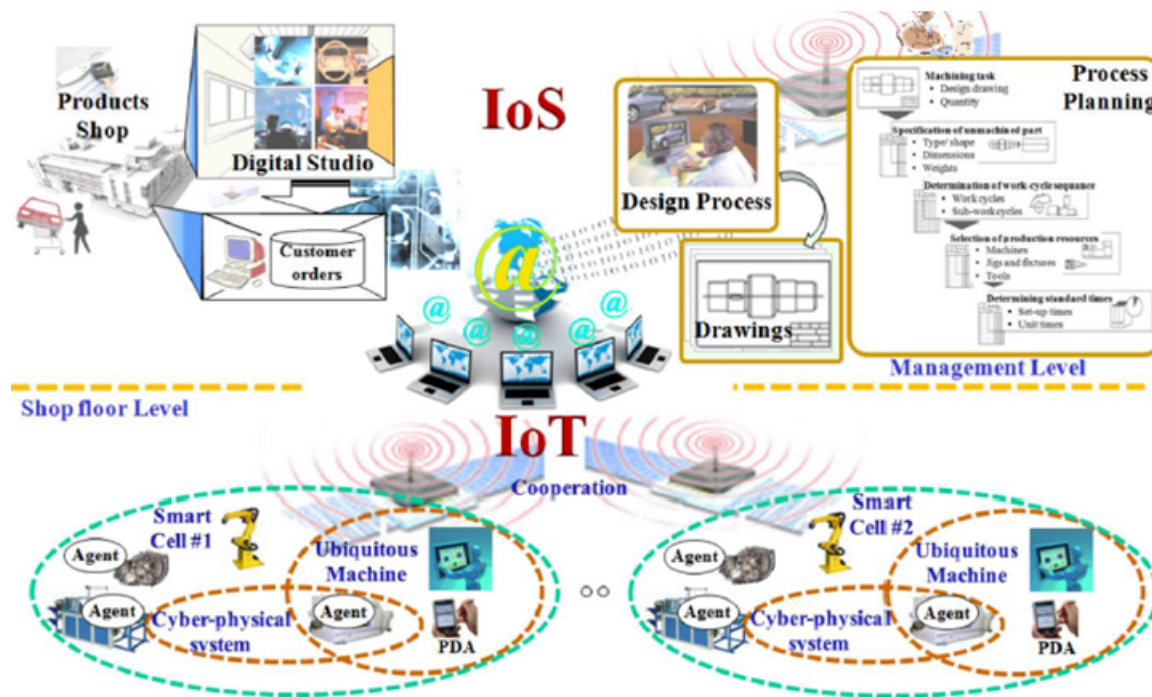 Products
Shop
Digital Studio
Customer
orders
IoS
@
@
@
@
@
@
Design Process
Drawings
Process
Planning
Machining task
• Design drawing
• Quantity
Specification of unmachined part
• Type/ shape
• Dimensions
• Weights
Determination of work-cycle sequance
• Work cycles
• Sub-work cycles
Selection of production resources
• Machines
• Jigs and fixtures
• Tools
Determining standard times
• Set-up times
• Unit times
Management Level
Shop floor Level
IoT
Cooperation
Smart
Cell #1
Agent
Agent
Ubiquitous
Machine
Cyber-physical
system
Agent
PDA
Smart
Cell #2
Agent
Agent
Ubiquitous
Machine
Cyber-physical
system
Agent
PDA